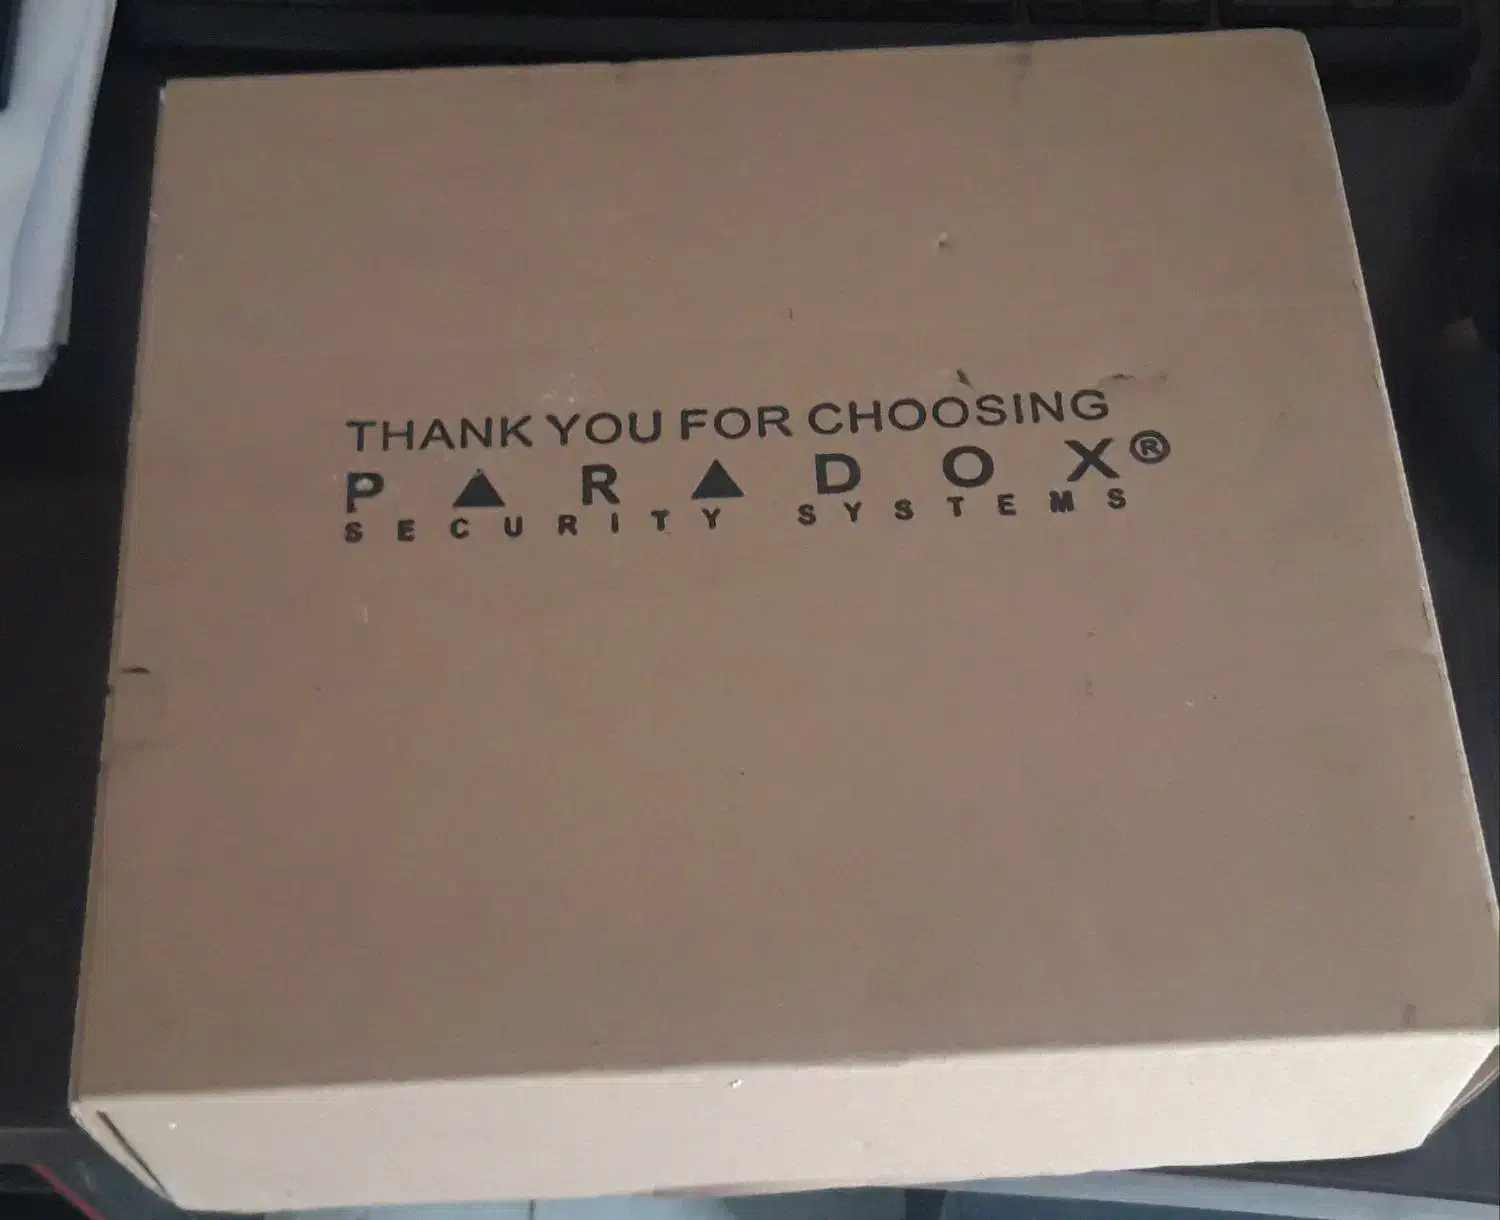 THANK YOU FOR CHOOSING
P▲R▲DOX®
SECURITY SYSTEMS